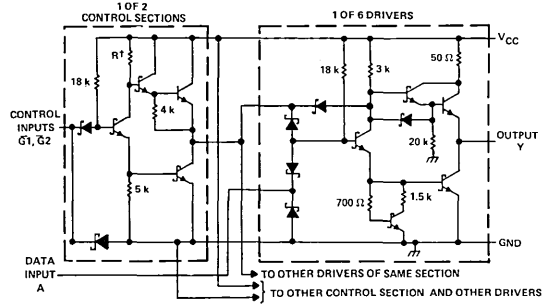 1 OF 2
CONTROL SECTIONS
1 OF 6 DRIVERS
VCC
R†
18 k
4 k
18 k
3 k
50 Ω
CONTROL
INPUTS
G̅1, G̅2
20 k
OUTPUT
Y
5 k
700 Ω
1.5 k
GND
DATA
INPUT
A
TO OTHER DRIVERS OF SAME SECTION
TO OTHER CONTROL SECTION AND OTHER DRIVERS